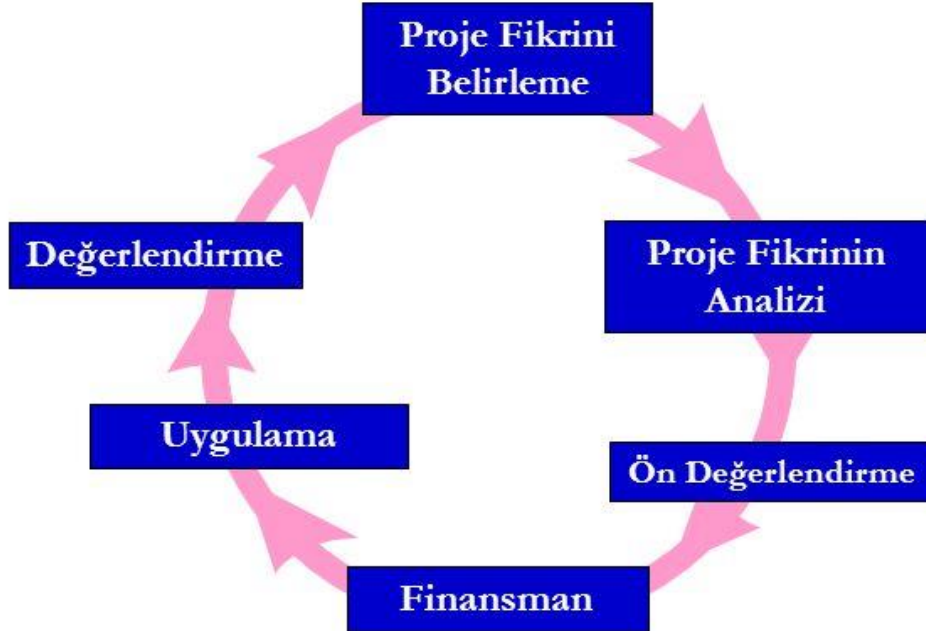 Proje Fikrini
Belirleme
Proje Fikrinin
Analizi
Ön Değerlendirme
Finansman
Uygulama
Değerlendirme